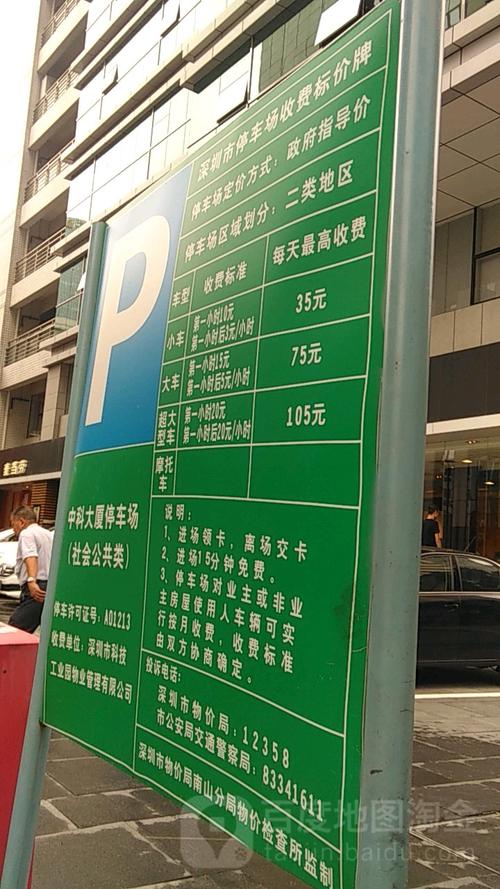 深圳市停车场收费标价牌
停车场定价方式：政府指导价
停车场区域划分：二类地区
车型 收费标准 每天最高收费
小车 第一小时10元 35元
第一小时后3元/小时
大车 第一小时15元 75元
第一小时后5元/小时
超大型车 第一小时20元 105元
第一小时后20元/小时
摩托车
说明：
1、进场领卡，离场交卡
2、进场15分钟免费。
3、停车场对业主或非业
主房屋使用人车辆可实
行按月收费，收费标准
由双方协商确定。
投诉电话：
深圳市物价局：12358
市公安局交通警察局：83341611
深圳市物价局南山分局物价检查所监制
P
中科大厦停车场
（社会公共类）
停车许可证号：A01213
收费单位：深圳市科技
工业园物业管理有限公司
百度地图淘金
taojin.baidu.com